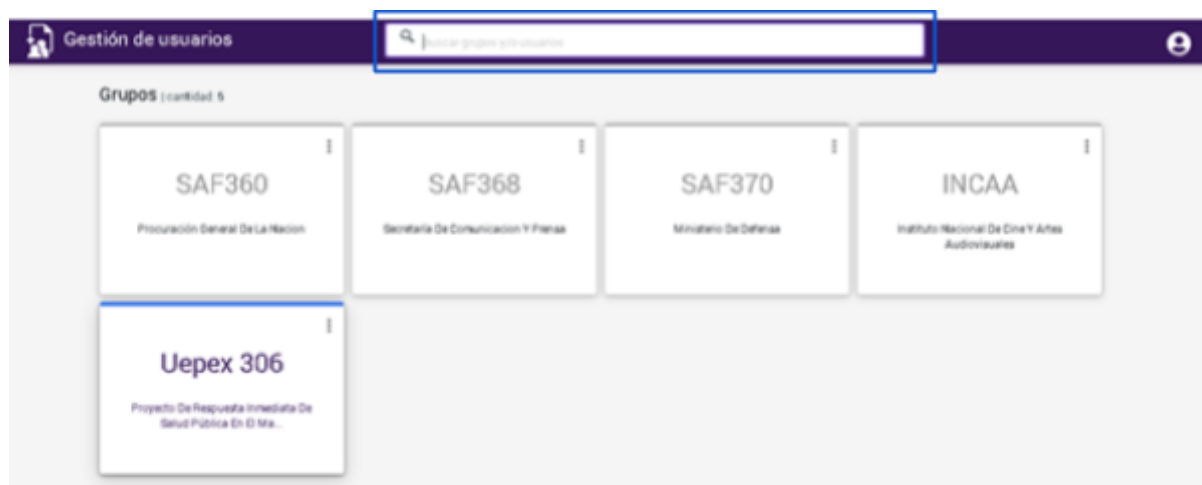 Gestión de usuarios
buscar grupos y/o usuarios
Grupos | cantidad: 5
SAF360
Procuración General De La Nacion
SAF368
Secretaría De Comunicacion Y Prensa
SAF370
Ministerio De Defensa
INCAA
Instituto Nacional De Cine Y Artes
Audiovisuales
Uepex 306
Proyecto De Respuesta Inmediata De
Salud Pública En El Ma...